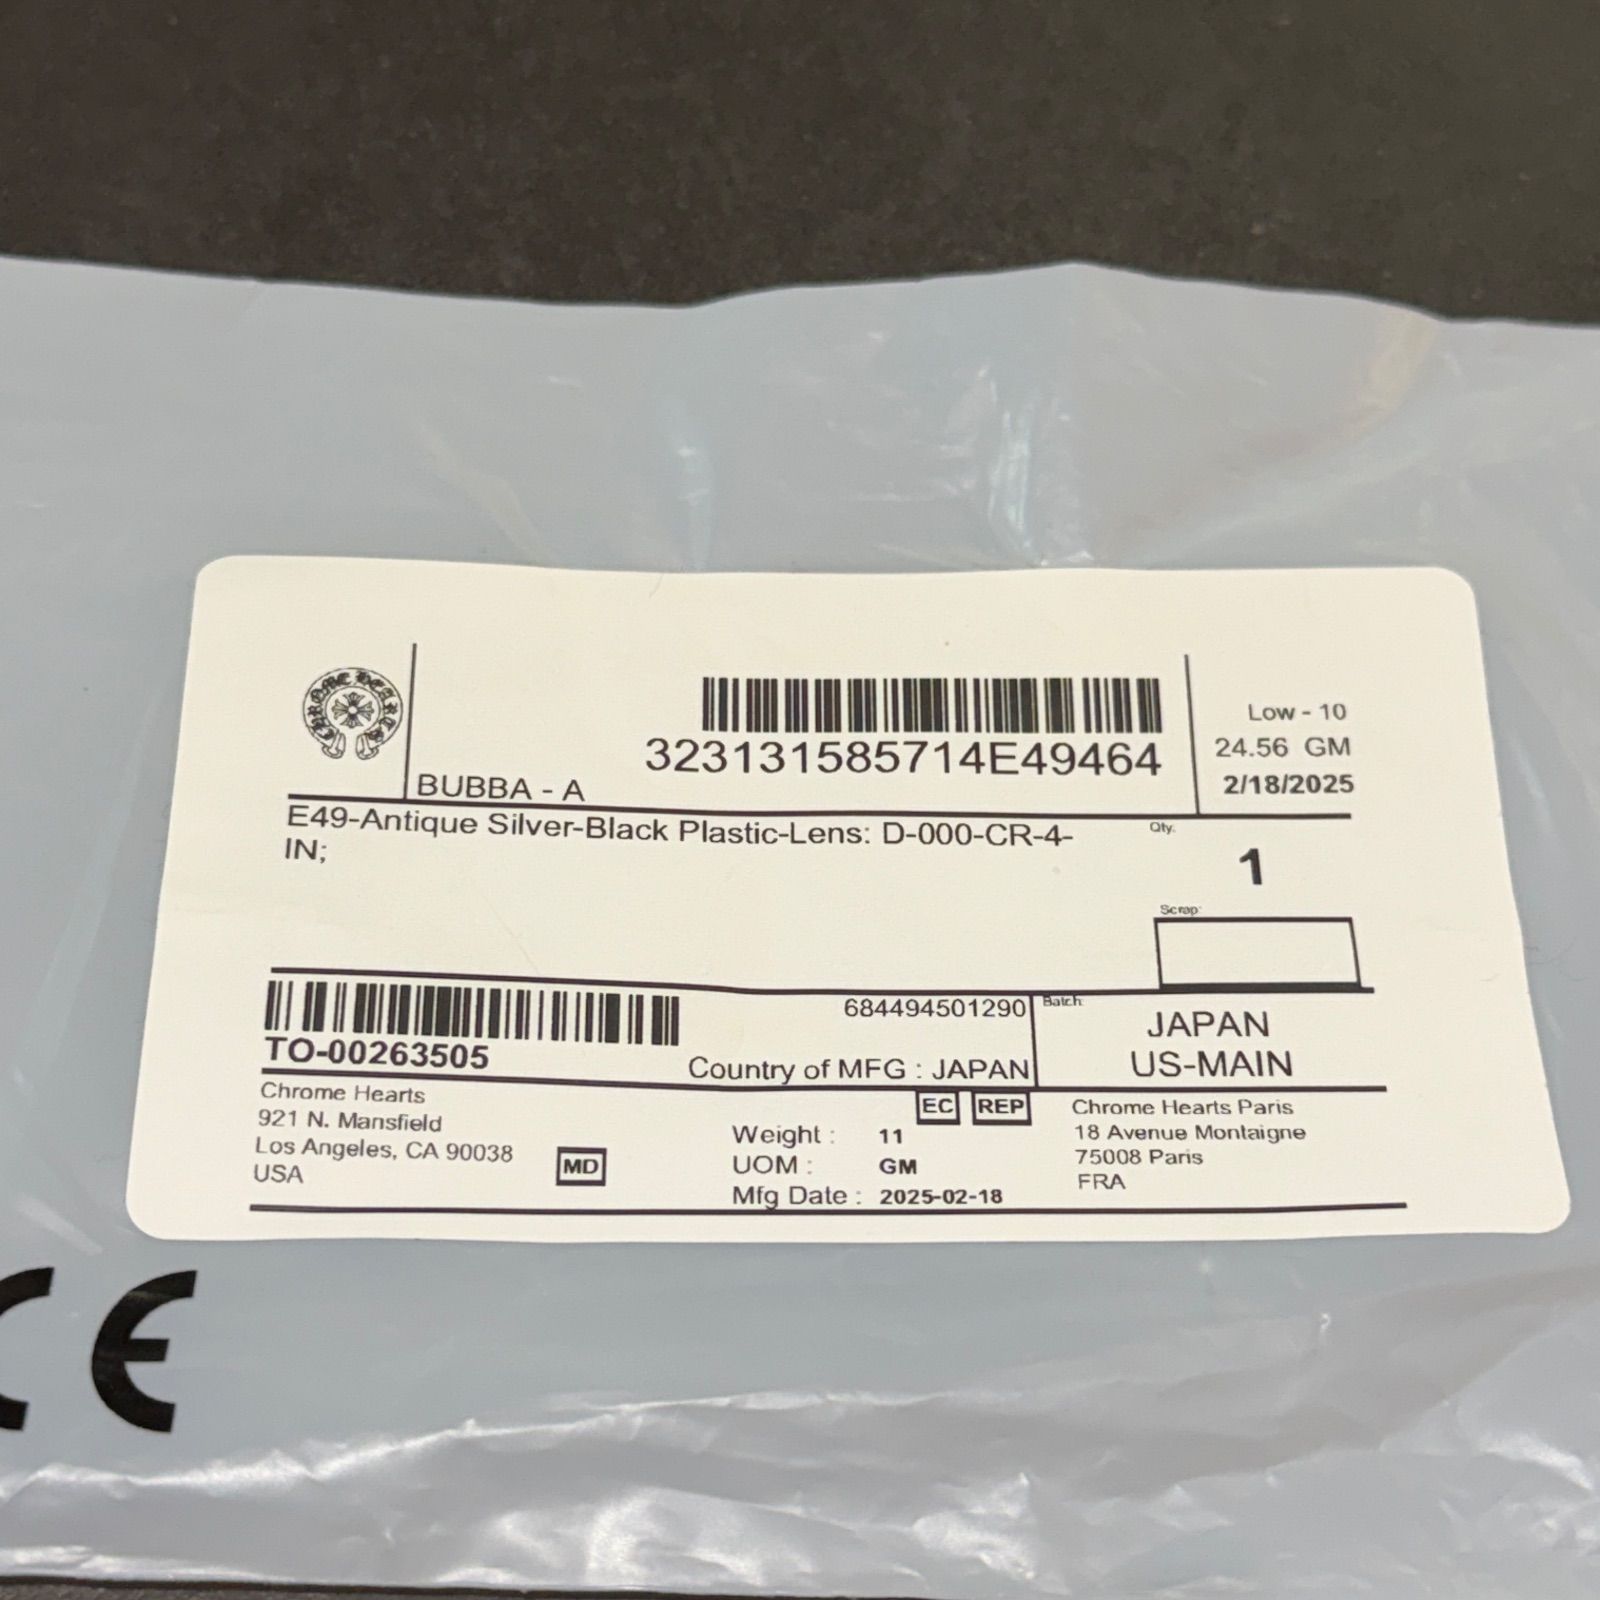 CHROME HEARTS
BUBBA - A
323131585714E49464
Low - 10
24.56 GM
2/18/2025
E49-Antique Silver-Black Plastic-Lens: D-000-CR-4-
IN;
Qty:
1
Scrap:
TO-00263505
684494501290
Country of MFG : JAPAN
Batch:
JAPAN
US-MAIN
Chrome Hearts
921 N. Mansfield
Los Angeles, CA 90038
USA
MD
EC REP
Weight : 11
UOM : GM
Mfg Date : 2025-02-18
Chrome Hearts Paris
18 Avenue Montaigne
75008 Paris
FRA
CE